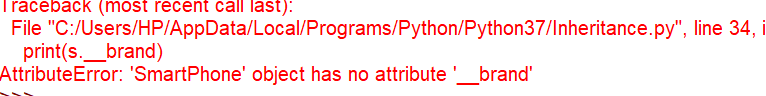 Traceback (most recent call last):
File "C:/Users/HP/AppData/Local/Programs/Python/Python37/Inheritance.py", line 34, i
print(s.__brand)
AttributeError: 'SmartPhone' object has no attribute '__brand'
>>>